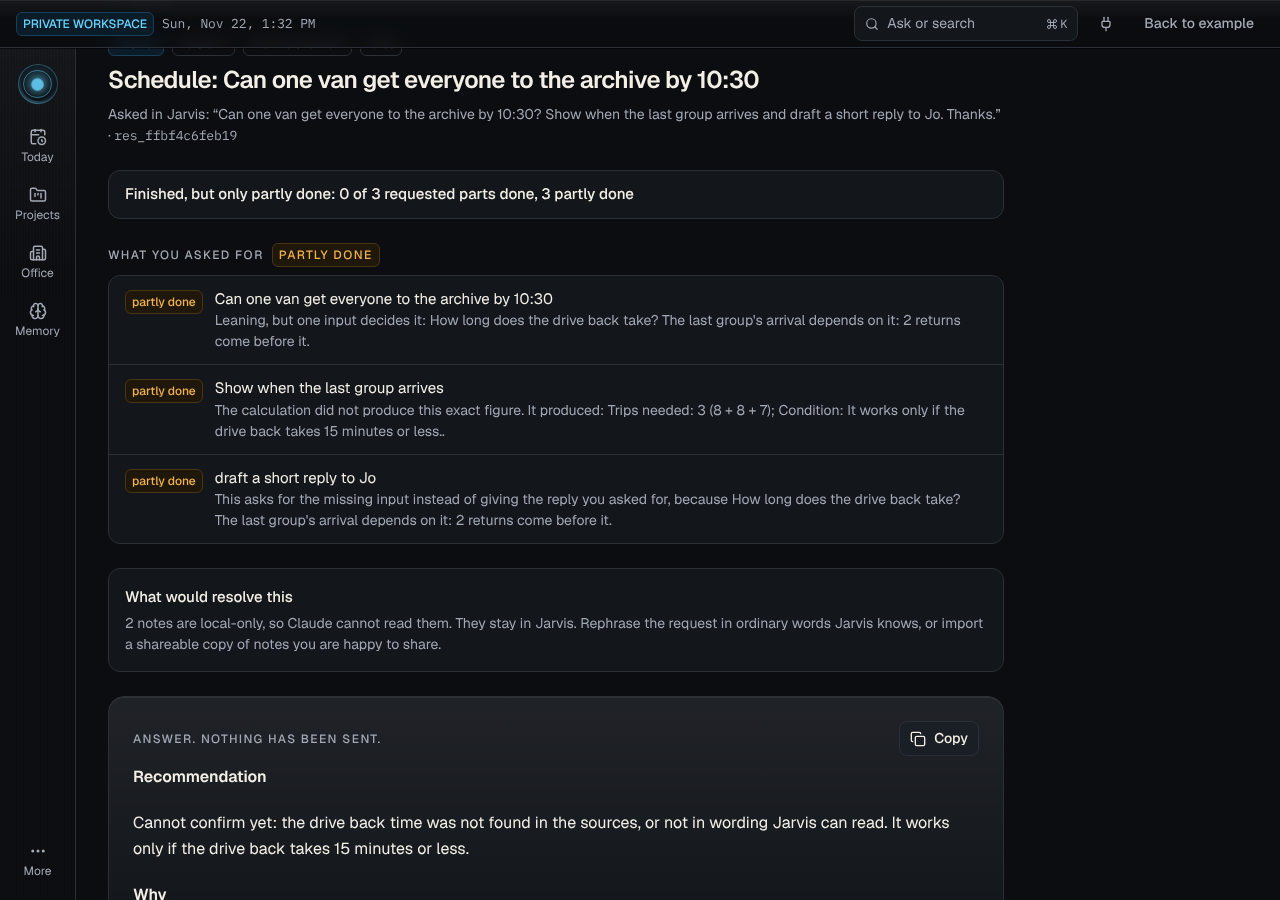 PRIVATE WORKSPACE Sun, Nov 22, 1:32 PM
Ask or search ⌘K
Back to example
Today
Projects
Office
Memory
More
Schedule: Can one van get everyone to the archive by 10:30
Asked in Jarvis: “Can one van get everyone to the archive by 10:30? Show when the last group arrives and draft a short reply to Jo. Thanks.”
· res_ffbf4c6feb19
Finished, but only partly done: 0 of 3 requested parts done, 3 partly done
WHAT YOU ASKED FOR PARTLY DONE
partly done Can one van get everyone to the archive by 10:30
Leaning, but one input decides it: How long does the drive back take? The last group's arrival depends on it: 2 returns
come before it.
partly done Show when the last group arrives
The calculation did not produce this exact figure. It produced: Trips needed: 3 (8 + 8 + 7); Condition: It works only if the
drive back takes 15 minutes or less..
partly done draft a short reply to Jo
This asks for the missing input instead of giving the reply you asked for, because How long does the drive back take?
The last group's arrival depends on it: 2 returns come before it.
What would resolve this
2 notes are local-only, so Claude cannot read them. They stay in Jarvis. Rephrase the request in ordinary words Jarvis knows, or import
a shareable copy of notes you are happy to share.
ANSWER. NOTHING HAS BEEN SENT.
Copy
Recommendation
Cannot confirm yet: the drive back time was not found in the sources, or not in wording Jarvis can read. It works
only if the drive back takes 15 minutes or less.
Why